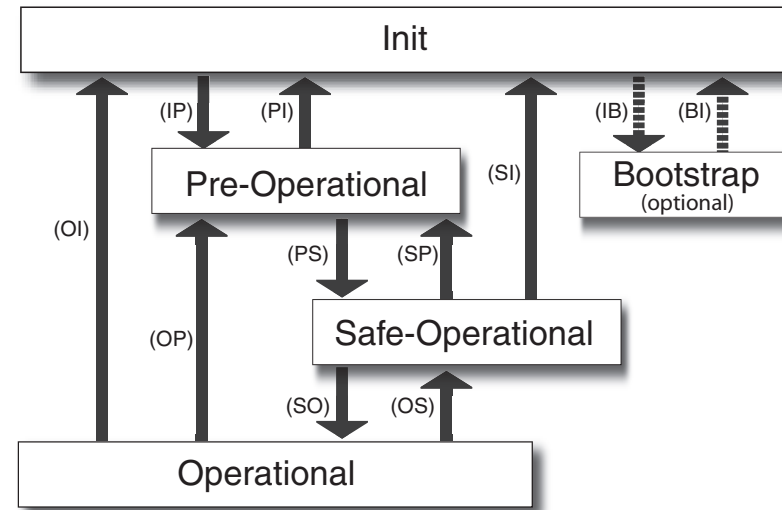 Init
(IP)
(PI)
(IB)
(BI)
Pre-Operational
(SI)
Bootstrap
(optional)
(OI)
(PS)
(SP)
(OP)
Safe-Operational
(SO)
(OS)
Operational